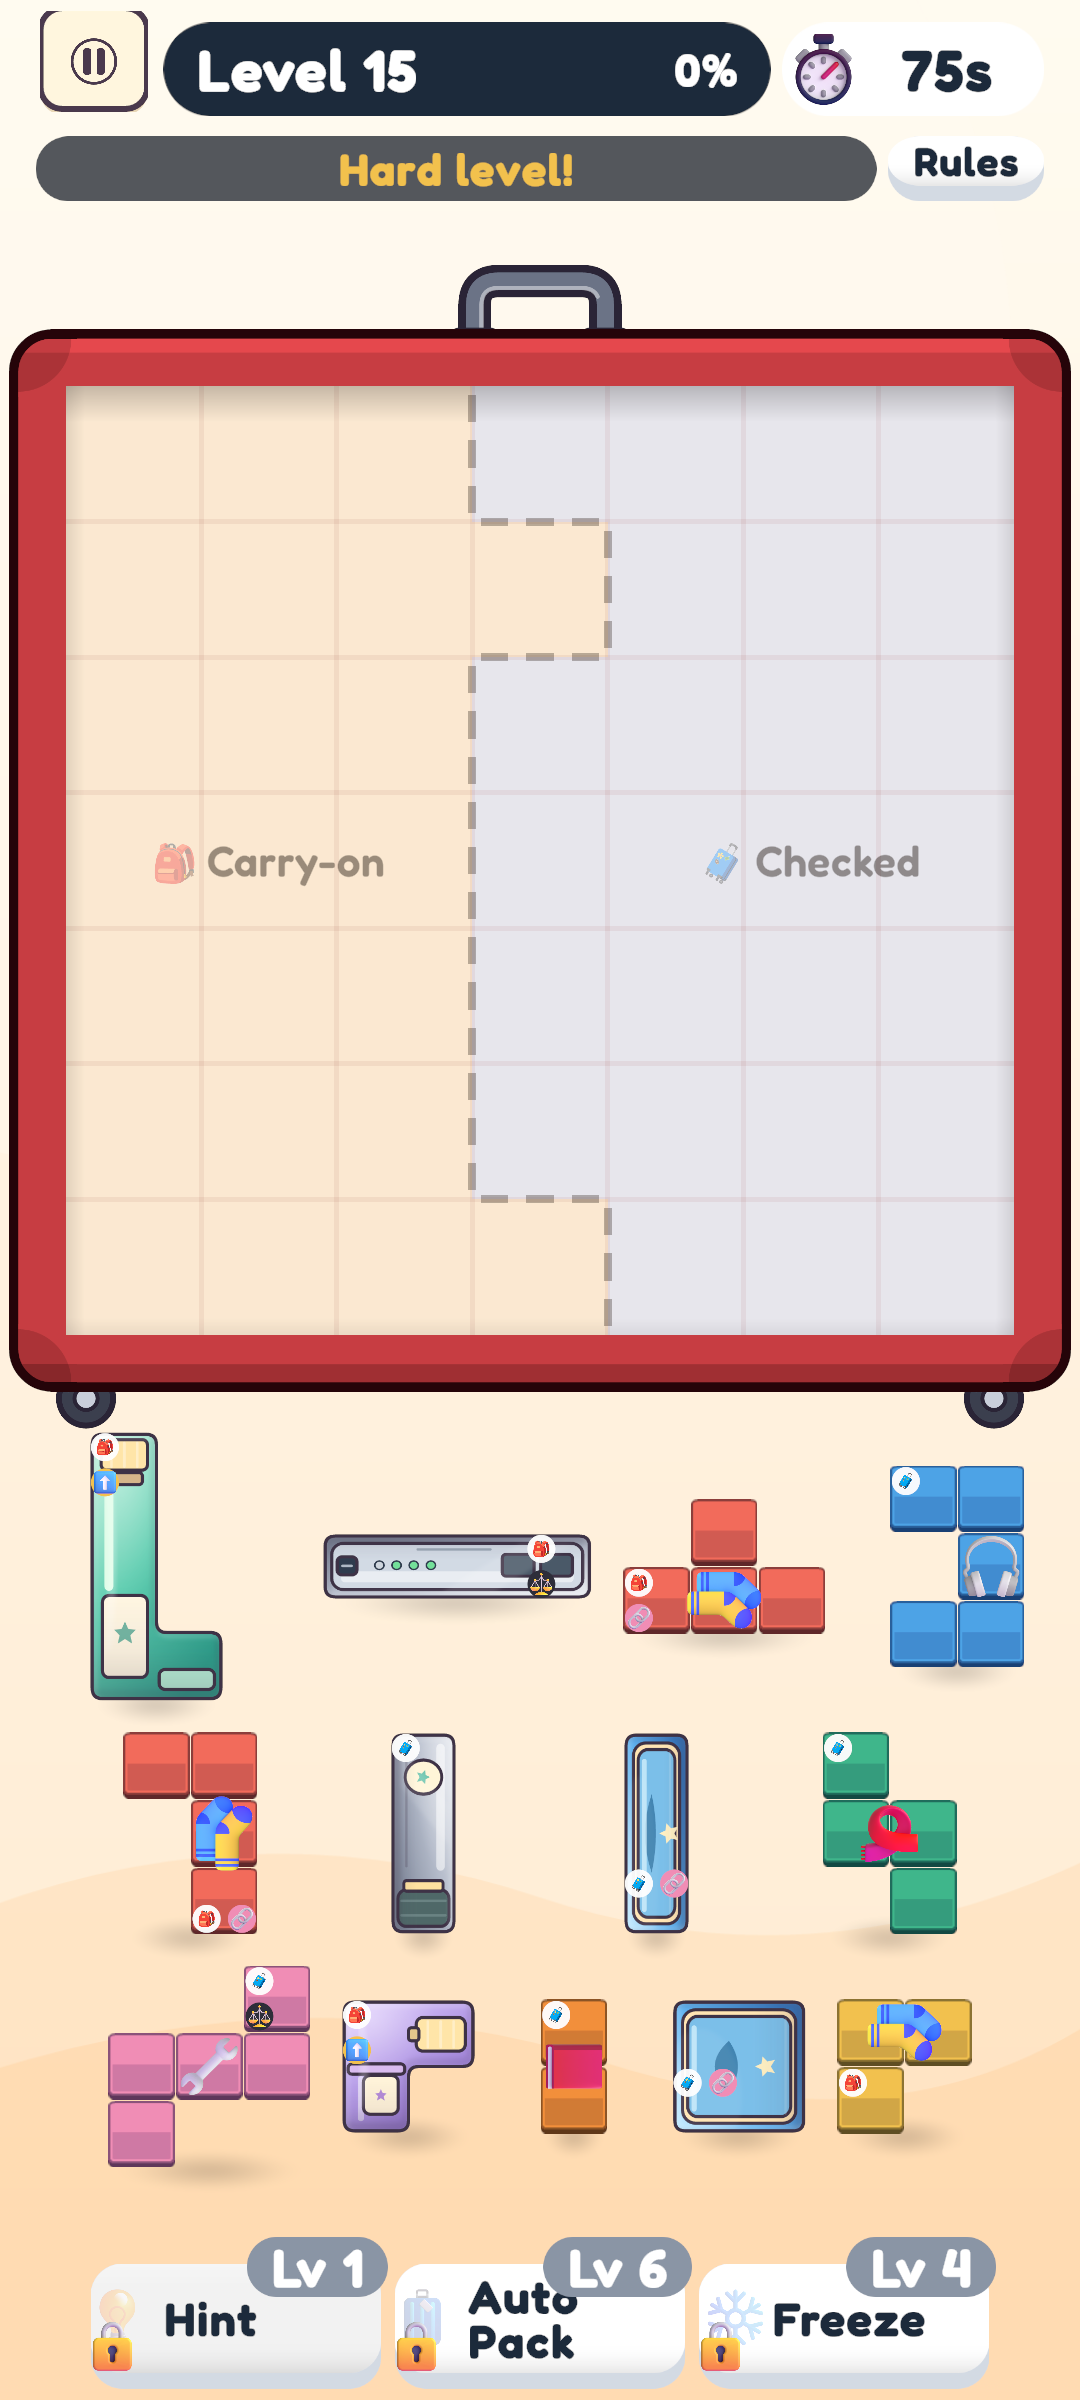 Level 15
0%
75s
Hard level!
Rules
Carry-on
Checked
Lv 1
Hint
Lv 6
Auto
Pack
Lv 4
Freeze